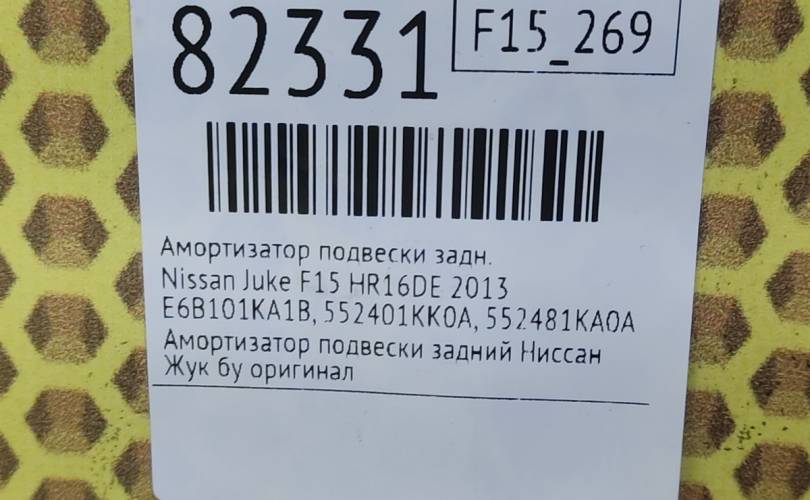 82331
F15_269
Амортизатор подвески задн.
Nissan Juke F15 HR16DE 2013
E6B101KA1B, 552401KK0A, 552481KA0A
Амортизатор подвески задний Ниссан
Жук бу оригинал